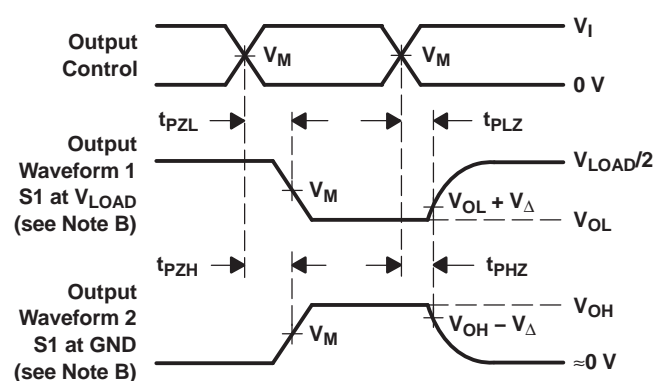 Output
Control
V_I
V_M
V_M
0 V
t_PZL
t_PLZ
Output
Waveform 1
S1 at V_LOAD
(see Note B)
V_LOAD/2
V_M
V_OL + V_Δ
V_OL
t_PZH
t_PHZ
Output
Waveform 2
S1 at GND
(see Note B)
V_OH
V_M
V_OH − V_Δ
≈0 V